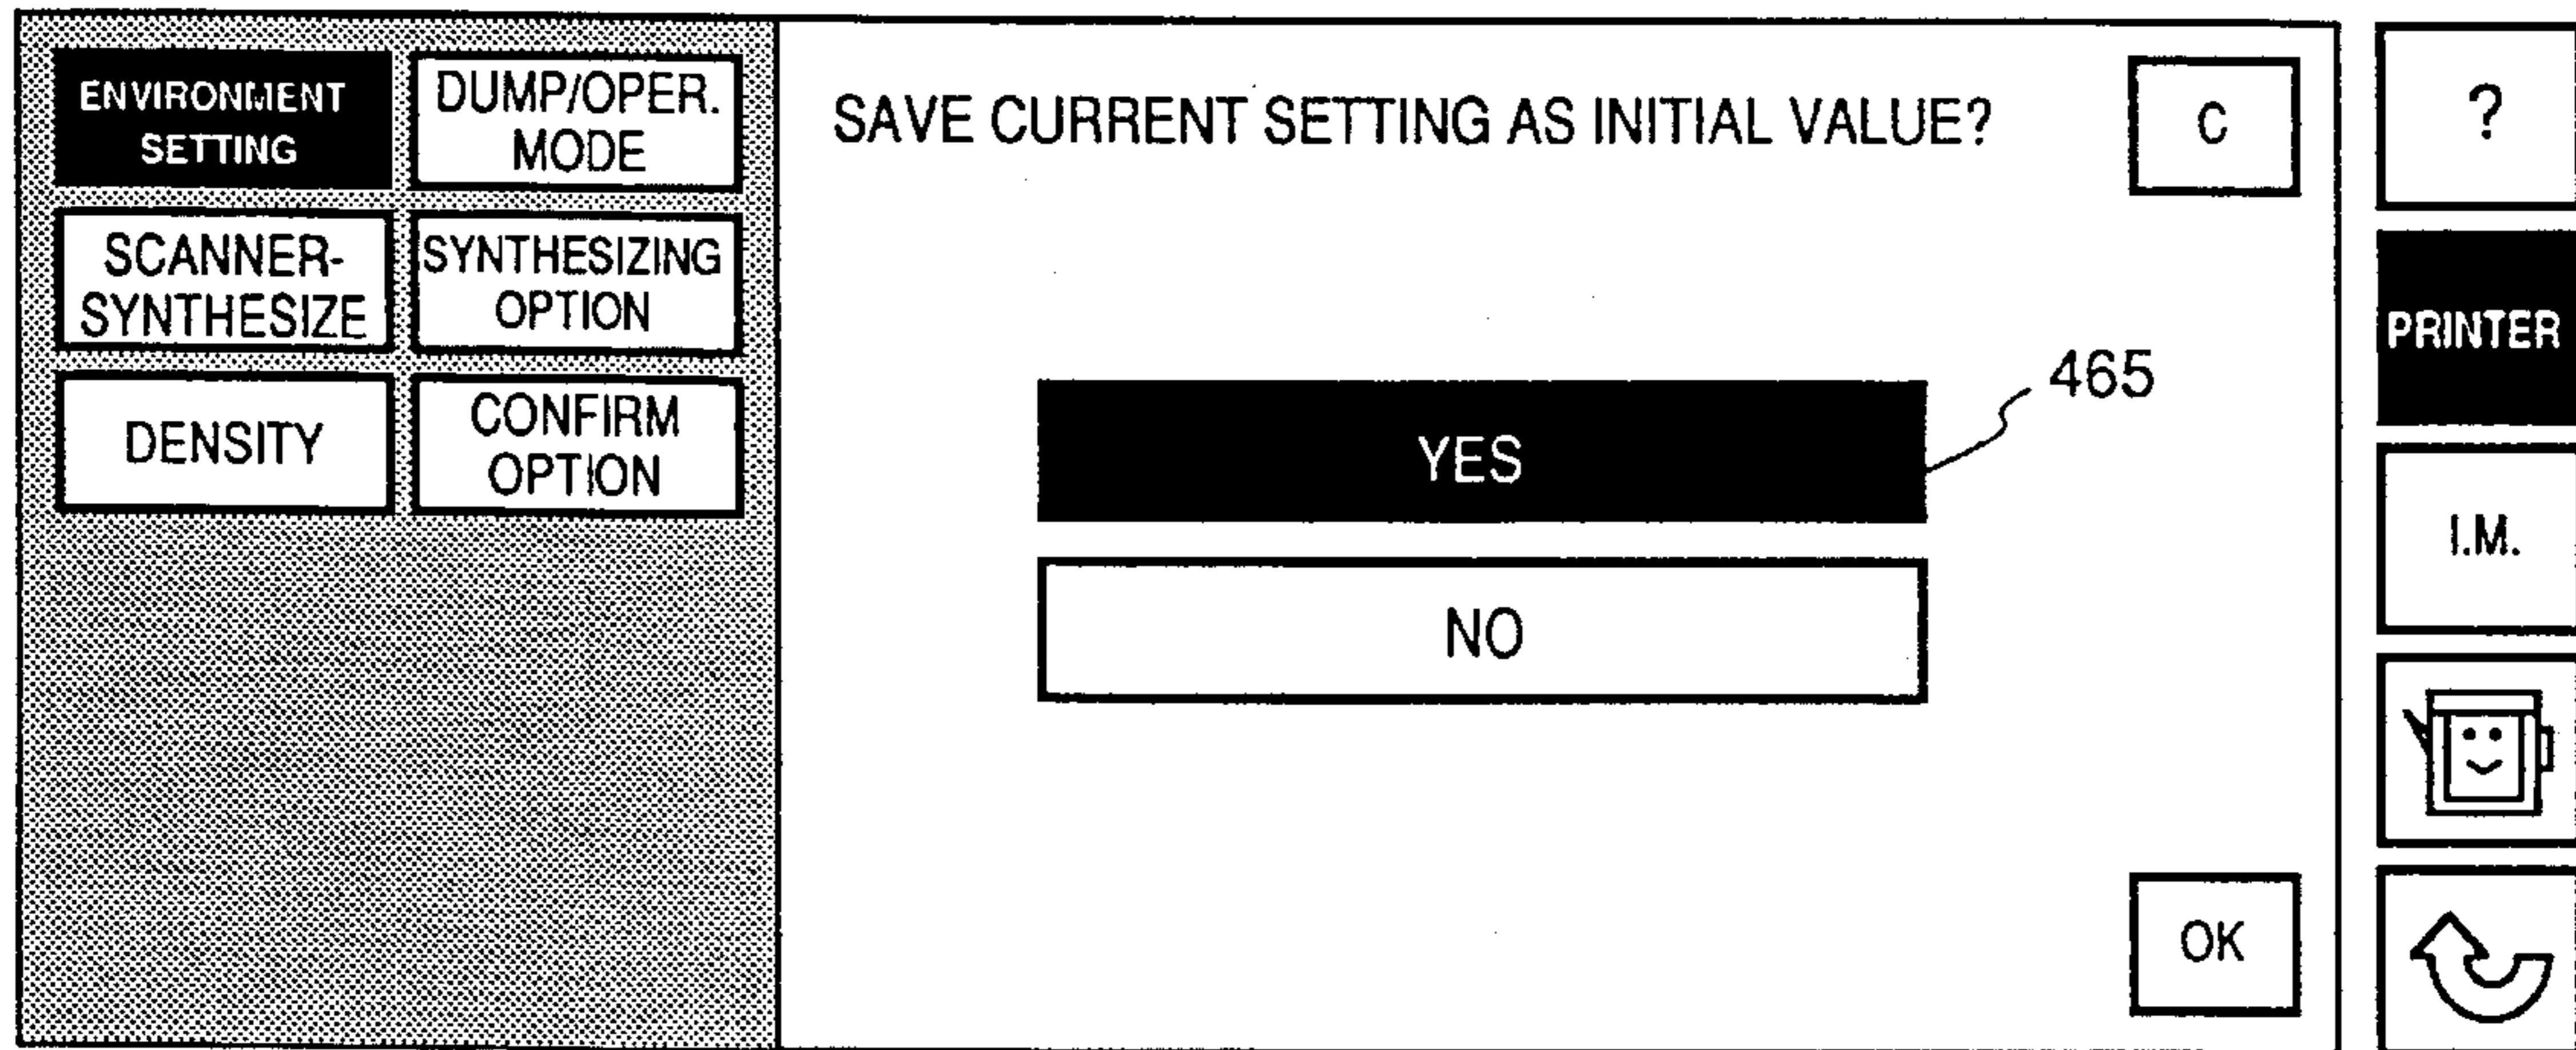 ENVIRONMENT
SETTING
DUMP/OPER.
MODE
SCANNER-
SYNTHESIZE
SYNTHESIZING
OPTION
DENSITY
CONFIRM
OPTION
SAVE CURRENT SETTING AS INITIAL VALUE?
C
YES
465
NO
OK
?
PRINTER
I.M.